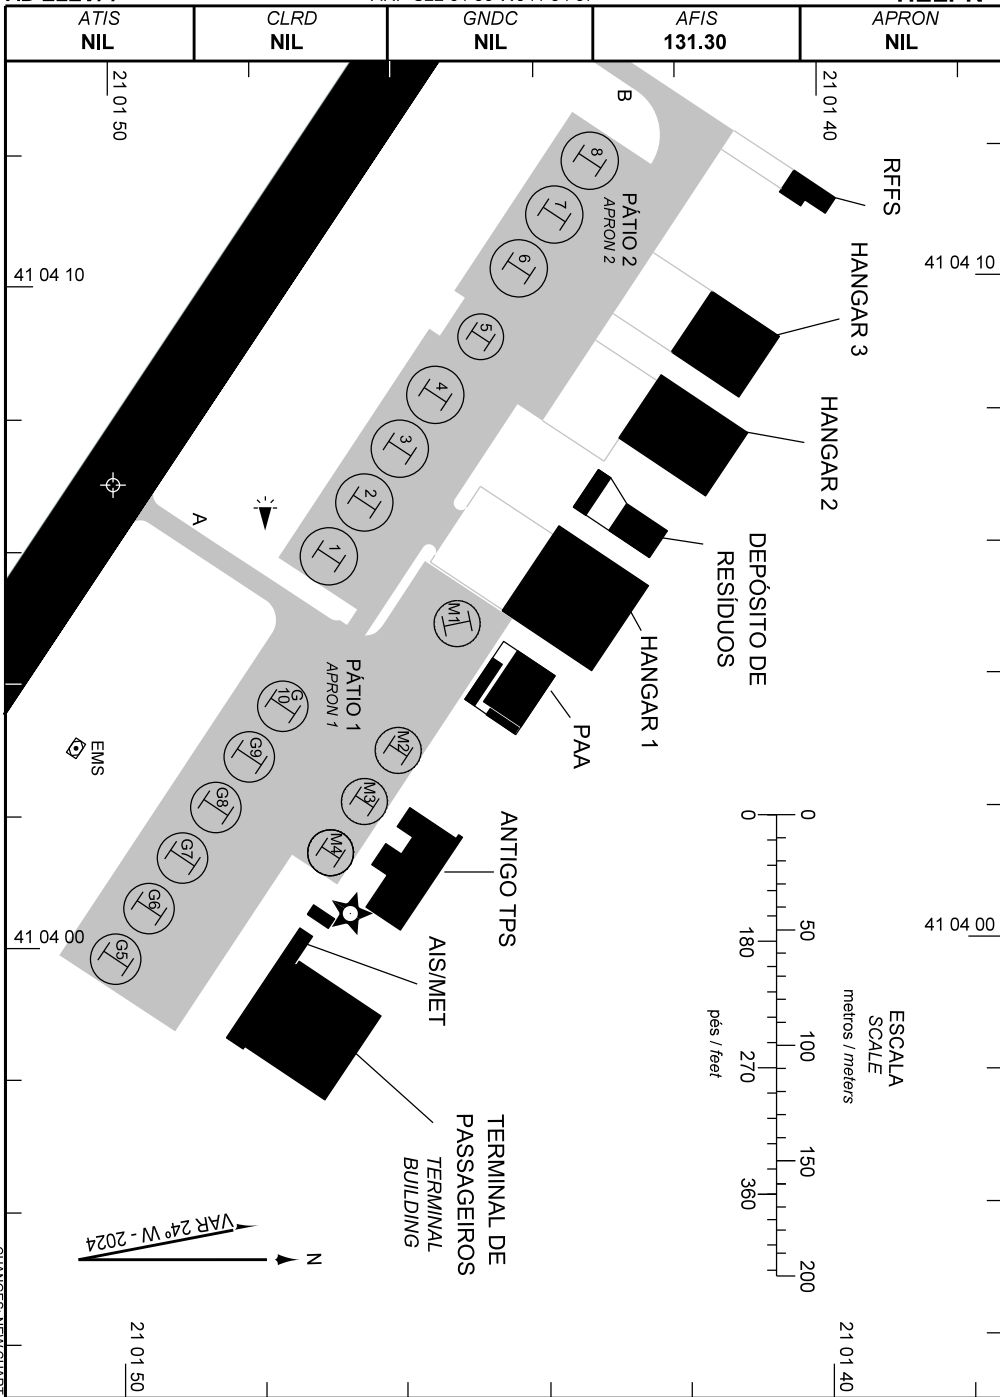 ATIS
NIL
CLRD
NIL
GNDC
NIL
AFIS
131.30
APRON
NIL
21 01 50
21 01 40
B
RFFS
8
7
6
5
4
3
2
1
PÁTIO 2
APRON 2
41 04 10
41 04 10
HANGAR 3
HANGAR 2
DEPÓSITO DE
RESÍDUOS
HANGAR 1
PAA
A
M1
PÁTIO 1
APRON 1
G
10
G9
G8
G7
G6
G5
M2
M3
M4
EMS
ANTIGO TPS
AIS/MET
41 04 00
41 04 00
TERMINAL DE
PASSAGEIROS
TERMINAL
BUILDING
ESCALA
SCALE
metros / meters
0
50
100
150
200
0
180
270
360
pés / feet
VAR 24° W - 2024
N
21 01 50
21 01 40